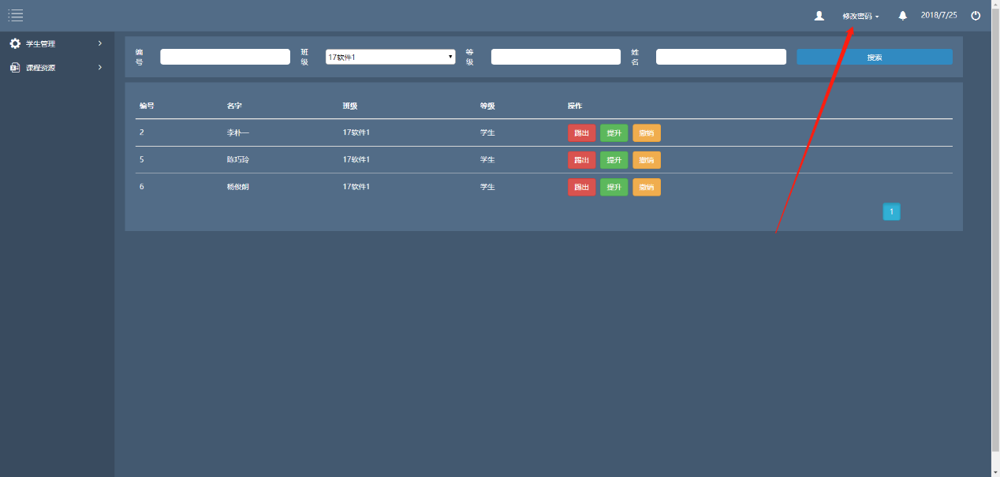 修改密码
2018/7/25
学生管理
课程资源
编号
班级
17软件1
等级
姓名
搜索
编号 名字 班级 等级 操作
2 李朴一 17软件1 学生 踢出 提升 撤销
5 陈巧玲 17软件1 学生 踢出 提升 撤销
6 杨俊朗 17软件1 学生 踢出 提升 撤销
1